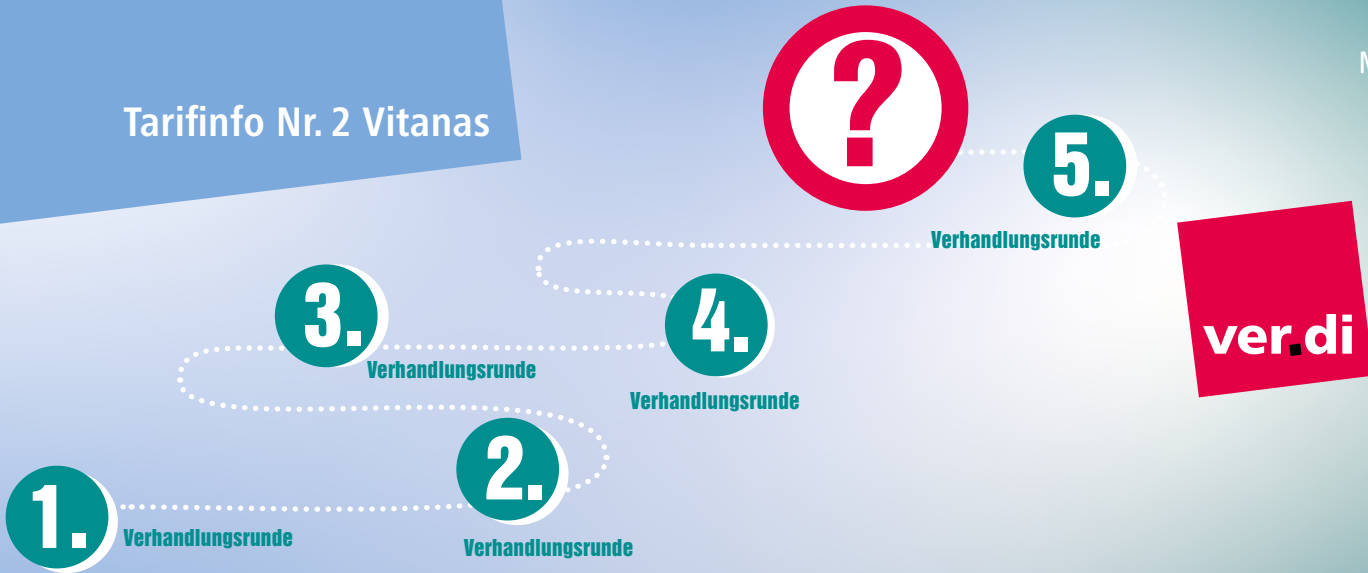 Tarifinfo Nr. 2 Vitanas
?
5.
Verhandlungsrunde
ver.di
3.
Verhandlungsrunde
4.
Verhandlungsrunde
2.
Verhandlungsrunde
1.
Verhandlungsrunde